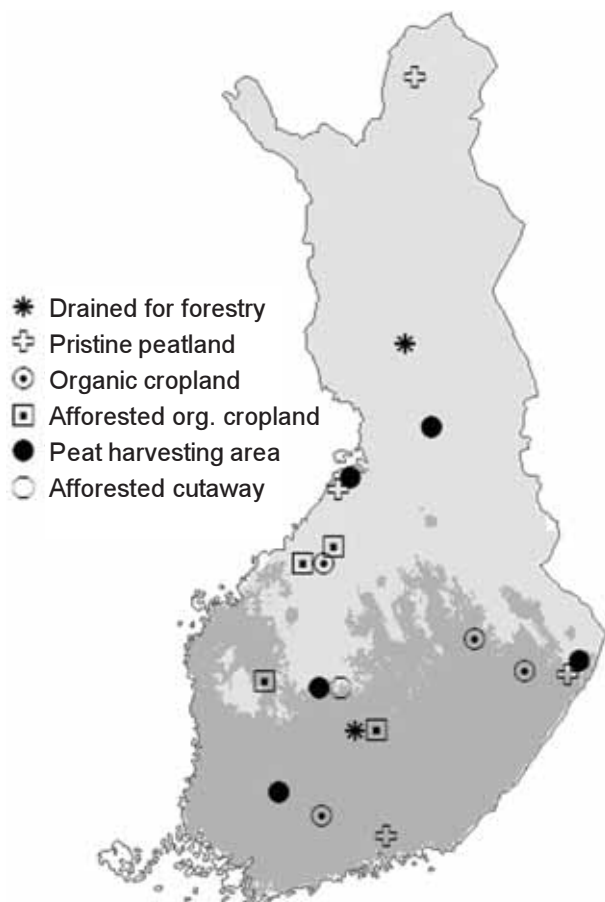 Drained for forestry
Pristine peatland
Organic cropland
Afforested org. cropland
Peat harvesting area
Afforested cutaway